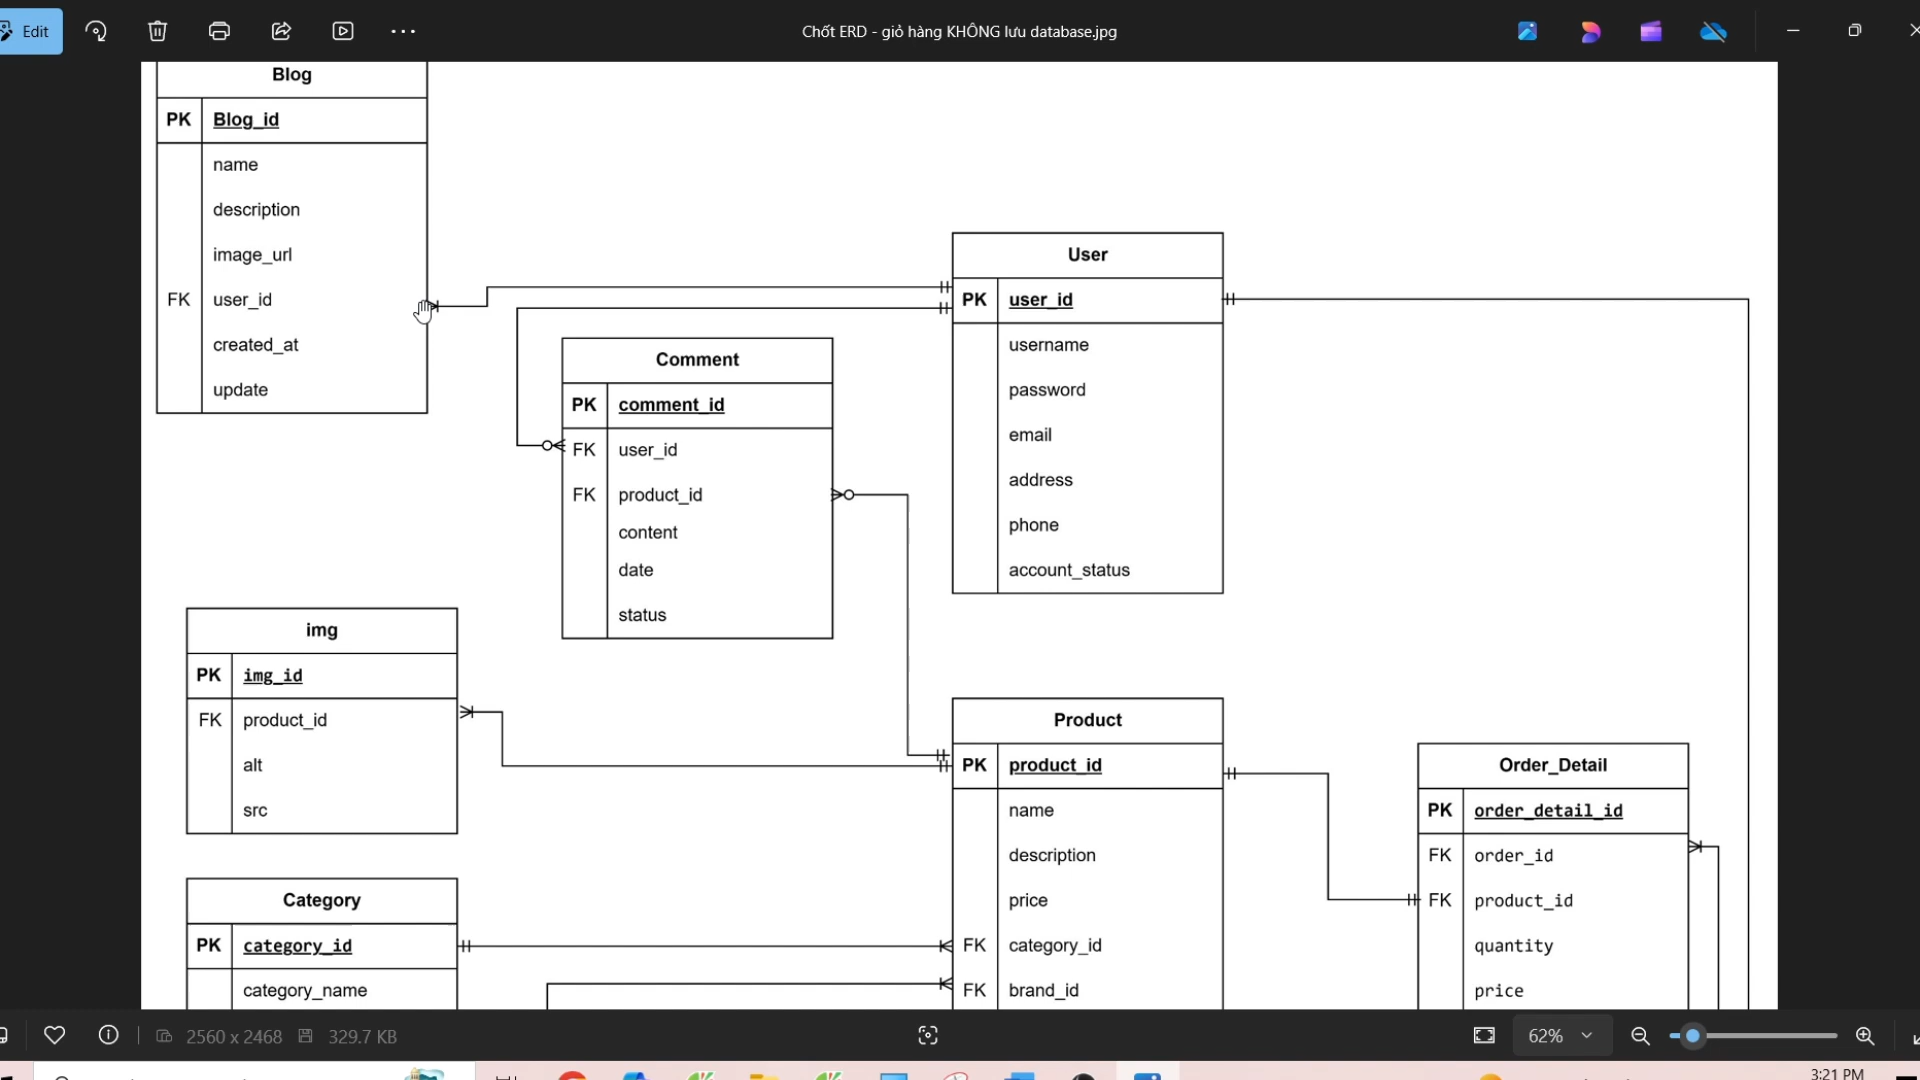 Edit
Chốt ERD - giỏ hàng KHÔNG lưu database.jpg
Blog
PK Blog_id
name
description
image_url
FK user_id
created_at
update
User
PK user_id
username
password
email
address
phone
account_status
Comment
PK comment_id
FK user_id
FK product_id
content
date
status
img
PK img_id
FK product_id
alt
src
Product
PK product_id
name
description
price
FK category_id
FK brand_id
Order_Detail
PK order_detail_id
FK order_id
FK product_id
quantity
price
Category
PK category_id
category_name
2560 x 2468
329.7 KB
62%
3:21 PM